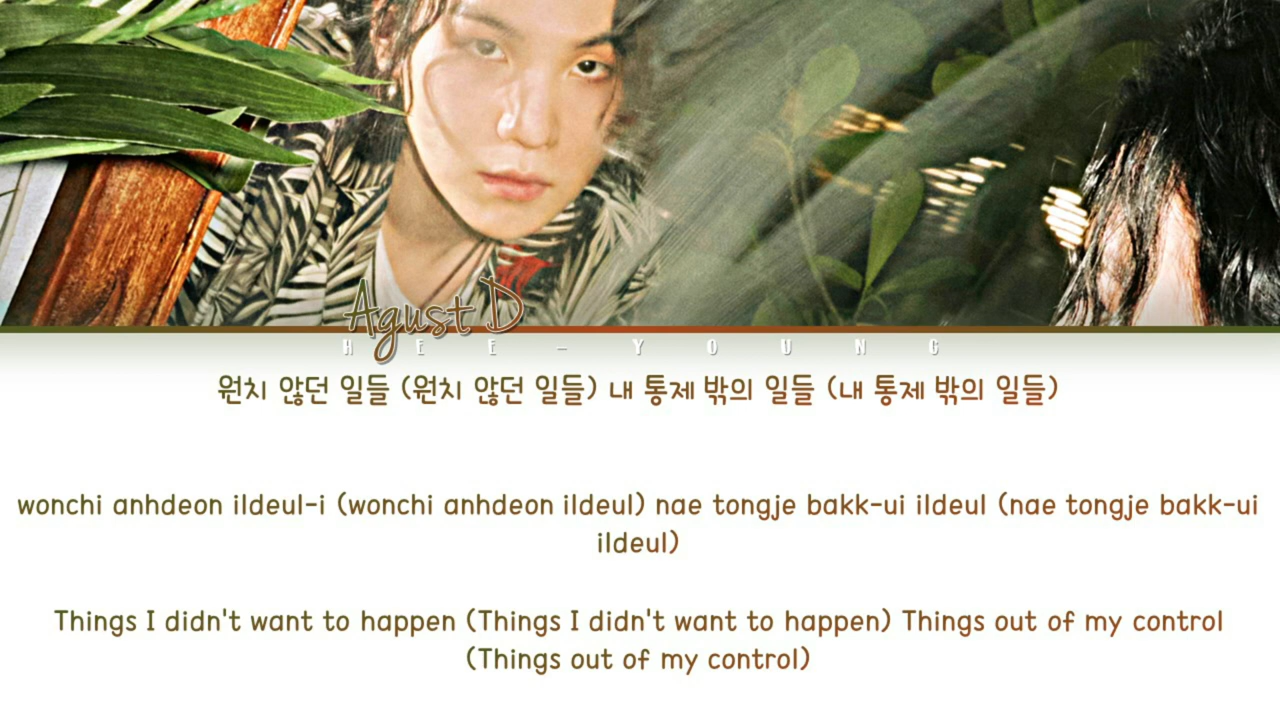 Agust D
HEE-YOUNG
원치 않던 일들 (원치 않던 일들) 내 통제 밖의 일들 (내 통제 밖의 일들)
wonchi anhdeon ildeul-i (wonchi anhdeon ildeul) nae tongje bakk-ui ildeul (nae tongje bakk-ui
ildeul)
Things I didn't want to happen (Things I didn't want to happen) Things out of my control
(Things out of my control)